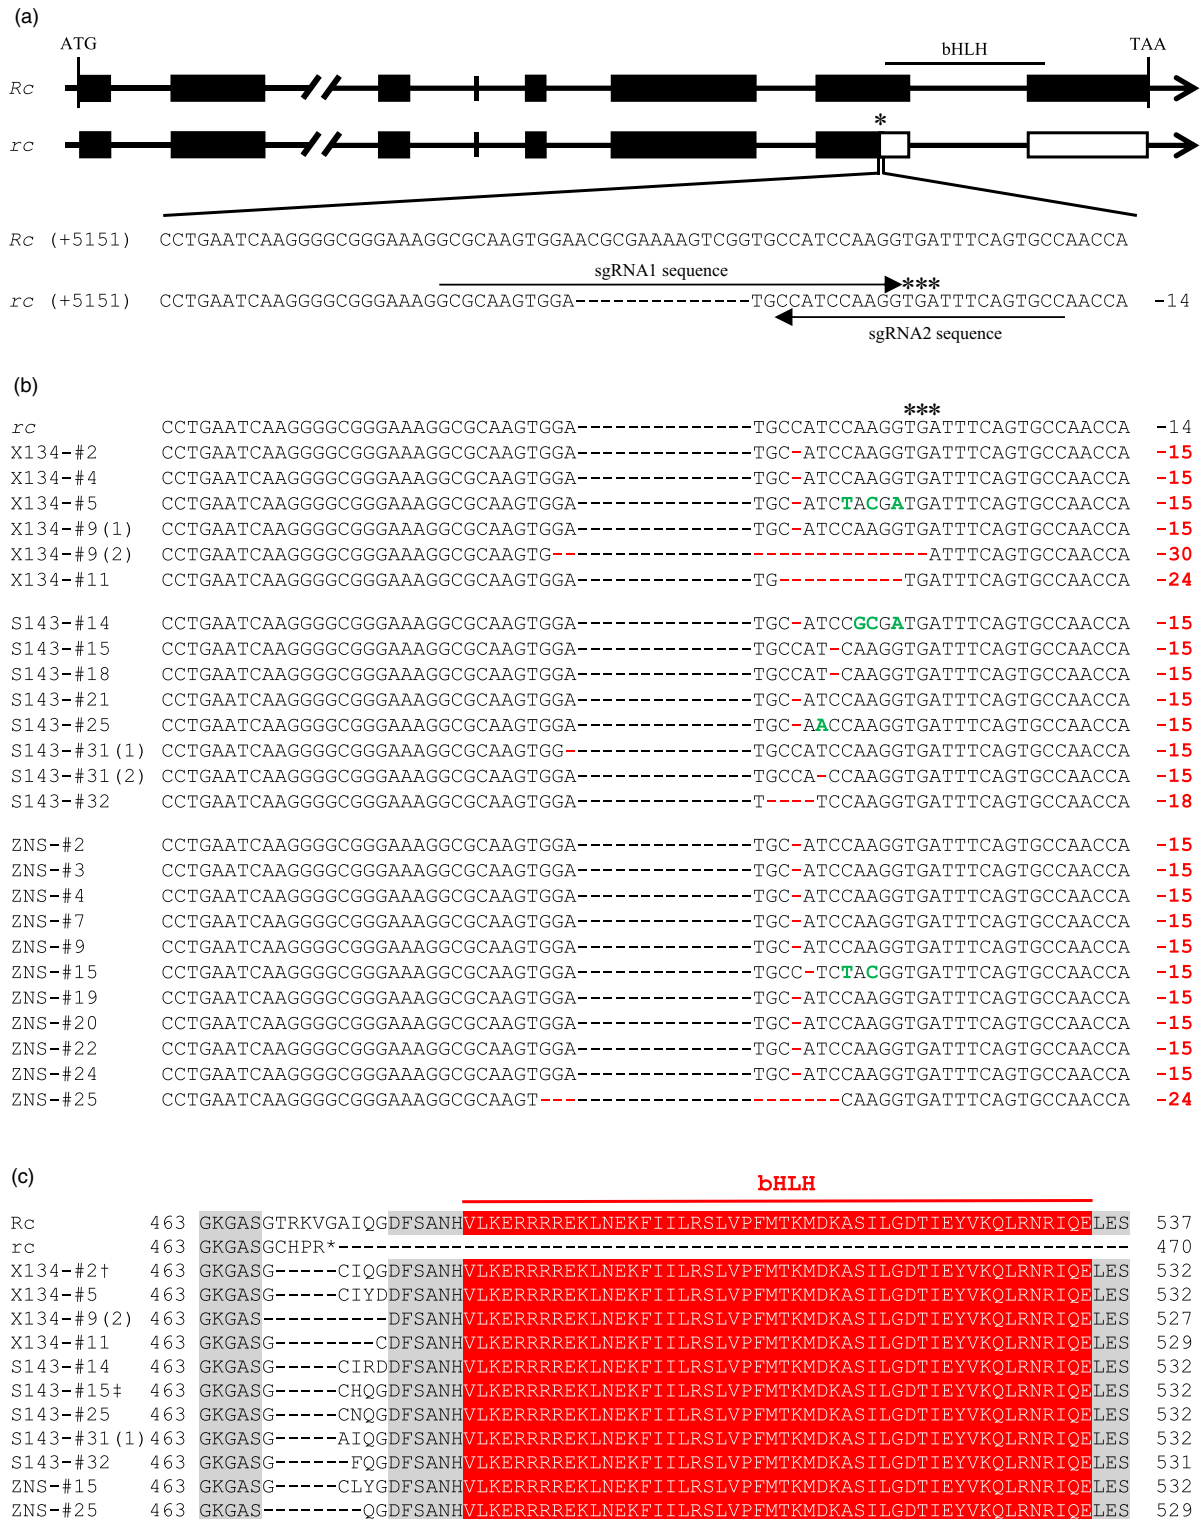 (a)
ATG bHLH TAA
Rc
*
rc
Rc (+5151) CCTGAATCAAGGGGCGGGAAAGGCGCAAGTGGAACGCGAAAAGTCGGTGCCATCCAAGGTGATTTCAGTGCCAACCA
sgRNA1 sequence ***
rc (+5151) CCTGAATCAAGGGGCGGGAAAGGCGCAAGTGGA--------------TGCCATCCAAGGTGATTTCAGTGCCAACCA -14
sgRNA2 sequence
(b)
***
rc CCTGAATCAAGGGGCGGGAAAGGCGCAAGTGGA--------------TGCCATCCAAGGTGATTTCAGTGCCAACCA -14
X134-#2 CCTGAATCAAGGGGCGGGAAAGGCGCAAGTGGA--------------TGC-ATCCAAGGTGATTTCAGTGCCAACCA -15
X134-#4 CCTGAATCAAGGGGCGGGAAAGGCGCAAGTGGA--------------TGC-ATCCAAGGTGATTTCAGTGCCAACCA -15
X134-#5 CCTGAATCAAGGGGCGGGAAAGGCGCAAGTGGA--------------TGC-ATCTACGATGATTTCAGTGCCAACCA -15
X134-#9(1) CCTGAATCAAGGGGCGGGAAAGGCGCAAGTGGA--------------TGC-ATCCAAGGTGATTTCAGTGCCAACCA -15
X134-#9(2) CCTGAATCAAGGGGCGGGAAAGGCGCAAGTG------------------------------ATTTCAGTGCCAACCA -30
X134-#11 CCTGAATCAAGGGGCGGGAAAGGCGCAAGTGGA--------------TG----------TGATTTCAGTGCCAACCA -24
S143-#14 CCTGAATCAAGGGGCGGGAAAGGCGCAAGTGGA--------------TGC-ATCCGCGATGATTTCAGTGCCAACCA -15
S143-#15 CCTGAATCAAGGGGCGGGAAAGGCGCAAGTGGA--------------TGCCAT-CAAGGTGATTTCAGTGCCAACCA -15
S143-#18 CCTGAATCAAGGGGCGGGAAAGGCGCAAGTGGA--------------TGCCAT-CAAGGTGATTTCAGTGCCAACCA -15
S143-#21 CCTGAATCAAGGGGCGGGAAAGGCGCAAGTGGA--------------TGC-ATCCAAGGTGATTTCAGTGCCAACCA -15
S143-#25 CCTGAATCAAGGGGCGGGAAAGGCGCAAGTGGA--------------TGC-AACCAAGGTGATTTCAGTGCCAACCA -15
S143-#31(1) CCTGAATCAAGGGGCGGGAAAGGCGCAAGTGG---------------TGCCATCCAAGGTGATTTCAGTGCCAACCA -15
S143-#31(2) CCTGAATCAAGGGGCGGGAAAGGCGCAAGTGGA--------------TGCCA-CCAAGGTGATTTCAGTGCCAACCA -15
S143-#32 CCTGAATCAAGGGGCGGGAAAGGCGCAAGTGGA--------------T----TCCAAGGTGATTTCAGTGCCAACCA -18
ZNS-#2 CCTGAATCAAGGGGCGGGAAAGGCGCAAGTGGA--------------TGC-ATCCAAGGTGATTTCAGTGCCAACCA -15
ZNS-#3 CCTGAATCAAGGGGCGGGAAAGGCGCAAGTGGA--------------TGC-ATCCAAGGTGATTTCAGTGCCAACCA -15
ZNS-#4 CCTGAATCAAGGGGCGGGAAAGGCGCAAGTGGA--------------TGC-ATCCAAGGTGATTTCAGTGCCAACCA -15
ZNS-#7 CCTGAATCAAGGGGCGGGAAAGGCGCAAGTGGA--------------TGC-ATCCAAGGTGATTTCAGTGCCAACCA -15
ZNS-#9 CCTGAATCAAGGGGCGGGAAAGGCGCAAGTGGA--------------TGC-ATCCAAGGTGATTTCAGTGCCAACCA -15
ZNS-#15 CCTGAATCAAGGGGCGGGAAAGGCGCAAGTGGA--------------TGCC-TCTACGGTGATTTCAGTGCCAACCA -15
ZNS-#19 CCTGAATCAAGGGGCGGGAAAGGCGCAAGTGGA--------------TGC-ATCCAAGGTGATTTCAGTGCCAACCA -15
ZNS-#20 CCTGAATCAAGGGGCGGGAAAGGCGCAAGTGGA--------------TGC-ATCCAAGGTGATTTCAGTGCCAACCA -15
ZNS-#22 CCTGAATCAAGGGGCGGGAAAGGCGCAAGTGGA--------------TGC-ATCCAAGGTGATTTCAGTGCCAACCA -15
ZNS-#24 CCTGAATCAAGGGGCGGGAAAGGCGCAAGTGGA--------------TGC-ATCCAAGGTGATTTCAGTGCCAACCA -15
ZNS-#25 CCTGAATCAAGGGGCGGGAAAGGCGCAAGT------------------------CAAGGTGATTTCAGTGCCAACCA -24
(c)
bHLH
Rc 463 GKGASGTRKVGAIQGDFSANHVLKERRRREKLNEKFIILRSLVPFMTKMDKASILGDTIEYVKQLRNRIQELES 537
rc 463 GKGASGCHPR*--------------------------------------------------------------- 470
X134-#2† 463 GKGASG-----CIQGDFSANHVLKERRRREKLNEKFIILRSLVPFMTKMDKASILGDTIEYVKQLRNRIQELES 532
X134-#5 463 GKGASG-----CIYDDFSANHVLKERRRREKLNEKFIILRSLVPFMTKMDKASILGDTIEYVKQLRNRIQELES 532
X134-#9(2) 463 GKGAS----------DFSANHVLKERRRREKLNEKFIILRSLVPFMTKMDKASILGDTIEYVKQLRNRIQELES 527
X134-#11 463 GKGASG--------CDFSANHVLKERRRREKLNEKFIILRSLVPFMTKMDKASILGDTIEYVKQLRNRIQELES 529
S143-#14 463 GKGASG-----CIRDDFSANHVLKERRRREKLNEKFIILRSLVPFMTKMDKASILGDTIEYVKQLRNRIQELES 532
S143-#15‡ 463 GKGASG-----CHQGDFSANHVLKERRRREKLNEKFIILRSLVPFMTKMDKASILGDTIEYVKQLRNRIQELES 532
S143-#25 463 GKGASG-----CNQGDFSANHVLKERRRREKLNEKFIILRSLVPFMTKMDKASILGDTIEYVKQLRNRIQELES 532
S143-#31(1) 463 GKGASG-----AIQGDFSANHVLKERRRREKLNEKFIILRSLVPFMTKMDKASILGDTIEYVKQLRNRIQELES 532
S143-#32 463 GKGASG------FQGDFSANHVLKERRRREKLNEKFIILRSLVPFMTKMDKASILGDTIEYVKQLRNRIQELES 531
ZNS-#15 463 GKGASG-----CLYGDFSANHVLKERRRREKLNEKFIILRSLVPFMTKMDKASILGDTIEYVKQLRNRIQELES 532
ZNS-#25 463 GKGAS--------QGDFSANHVLKERRRREKLNEKFIILRSLVPFMTKMDKASILGDTIEYVKQLRNRIQELES 529